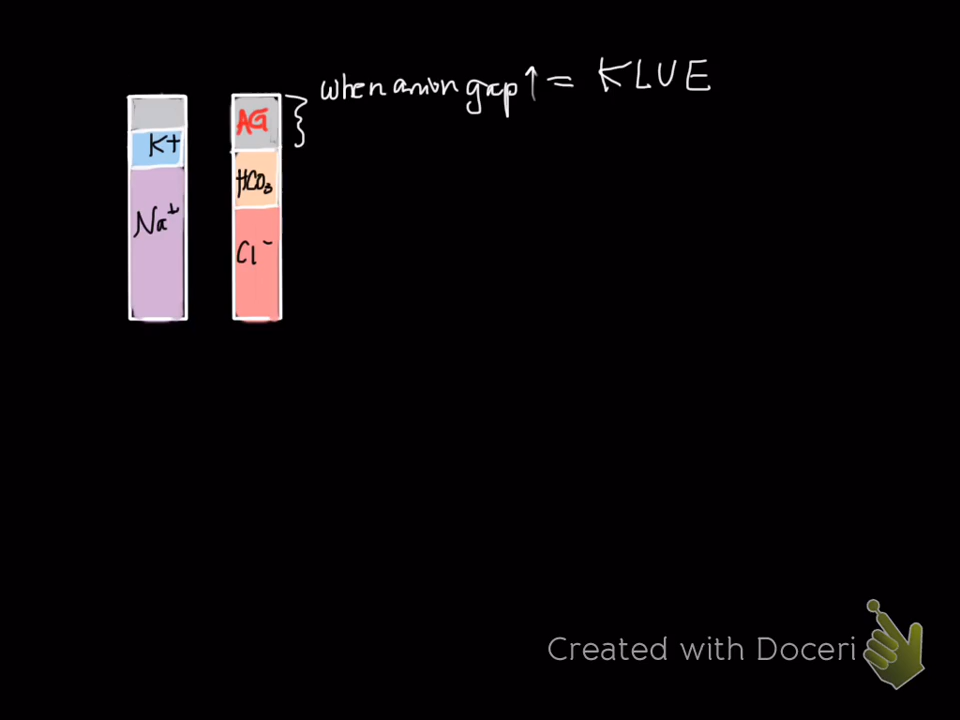 when anion gap ↑ = KLUE
AG
K+
HCO₃
Na⁺
Cl⁻
Created with Doceri